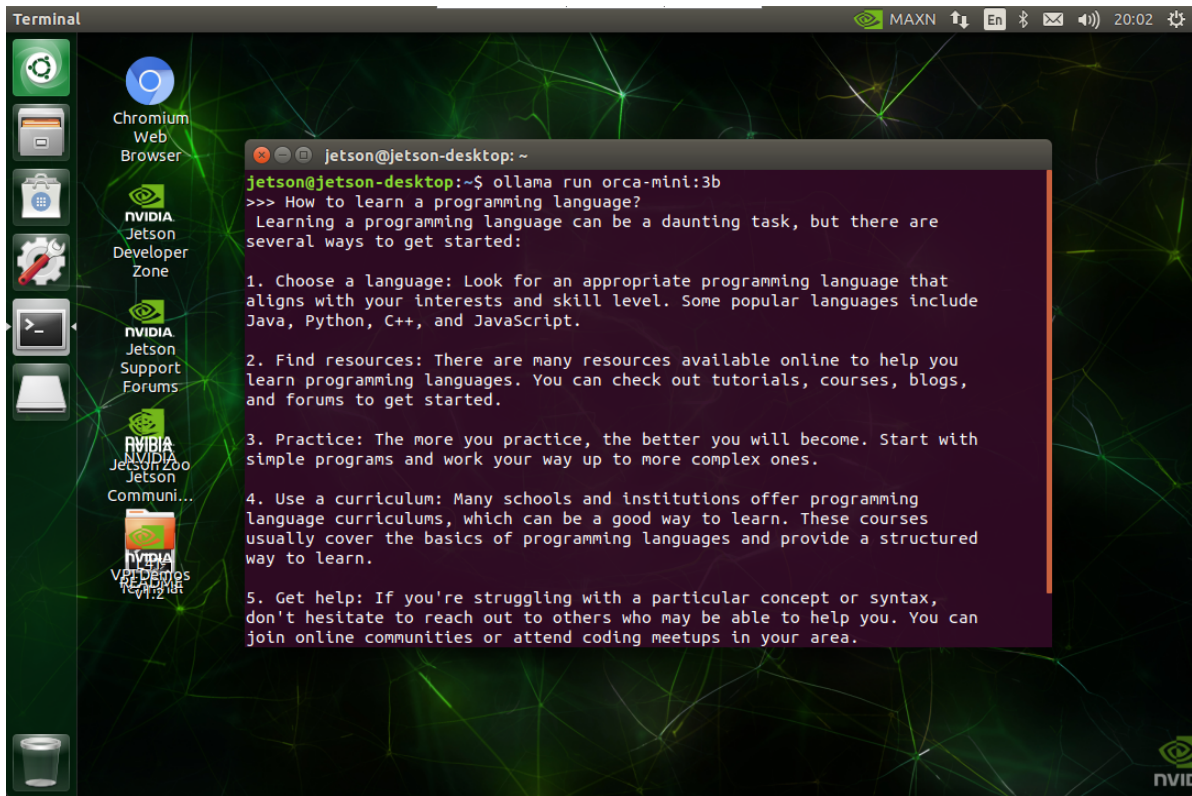 Terminal
MAXN En 20:02
Chromium
Web
Browser
NVIDIA.
Jetson
Developer
Zone
NVIDIA.
Jetson
Support
Forums
NVIDIA
Jetson Zoo
Jetson
Communi...
NVIDIA
VPI Demos
v1.2
jetson@jetson-desktop: ~
jetson@jetson-desktop:~$ ollama run orca-mini:3b
>>> How to learn a programming language?
Learning a programming language can be a daunting task, but there are
several ways to get started:
1. Choose a language: Look for an appropriate programming language that
aligns with your interests and skill level. Some popular languages include
Java, Python, C++, and JavaScript.
2. Find resources: There are many resources available online to help you
learn programming languages. You can check out tutorials, courses, blogs,
and forums to get started.
3. Practice: The more you practice, the better you will become. Start with
simple programs and work your way up to more complex ones.
4. Use a curriculum: Many schools and institutions offer programming
language curriculums, which can be a good way to learn. These courses
usually cover the basics of programming languages and provide a structured
way to learn.
5. Get help: If you're struggling with a particular concept or syntax,
don't hesitate to reach out to others who may be able to help you. You can
join online communities or attend coding meetups in your area.